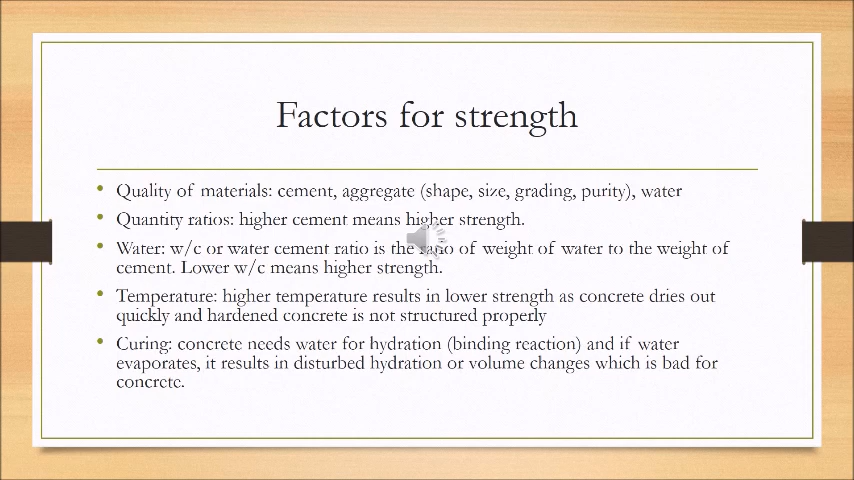 Factors for strength
• Quality of materials: cement, aggregate (shape, size, grading, purity), water
• Quantity ratios: higher cement means higher strength.
• Water: w/c or water cement ratio is the ratio of weight of water to the weight of
cement. Lower w/c means higher strength.
• Temperature: higher temperature results in lower strength as concrete dries out
quickly and hardened concrete is not structured properly
• Curing: concrete needs water for hydration (binding reaction) and if water
evaporates, it results in disturbed hydration or volume changes which is bad for
concrete.